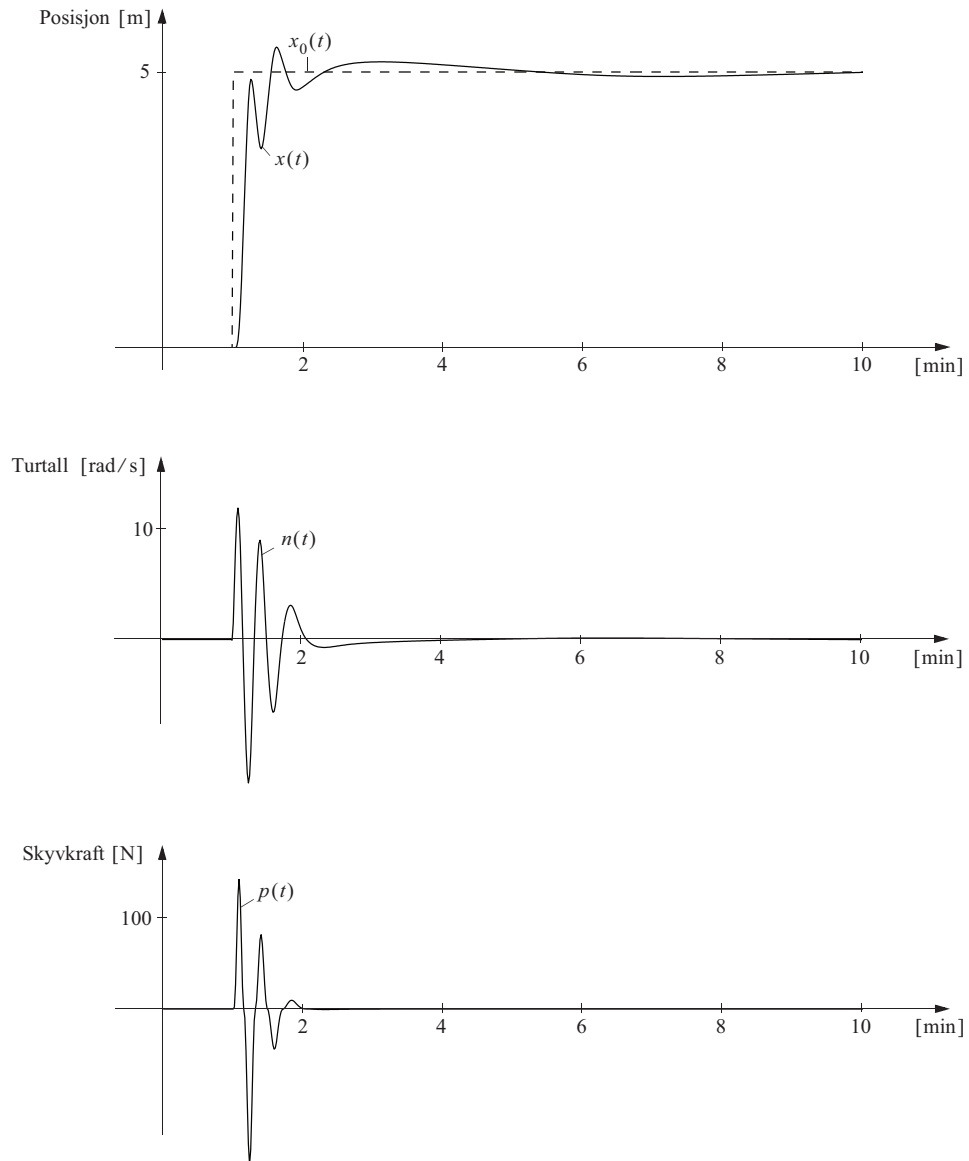 Posisjon [m]
x₀(t)
5
x(t)
2 4 6 8 10
[min]
Turtall [rad/s]
10
n(t)
2 4 6 8 10
[min]
Skyvkraft [N]
p(t)
100
2 4 6 8 10
[min]